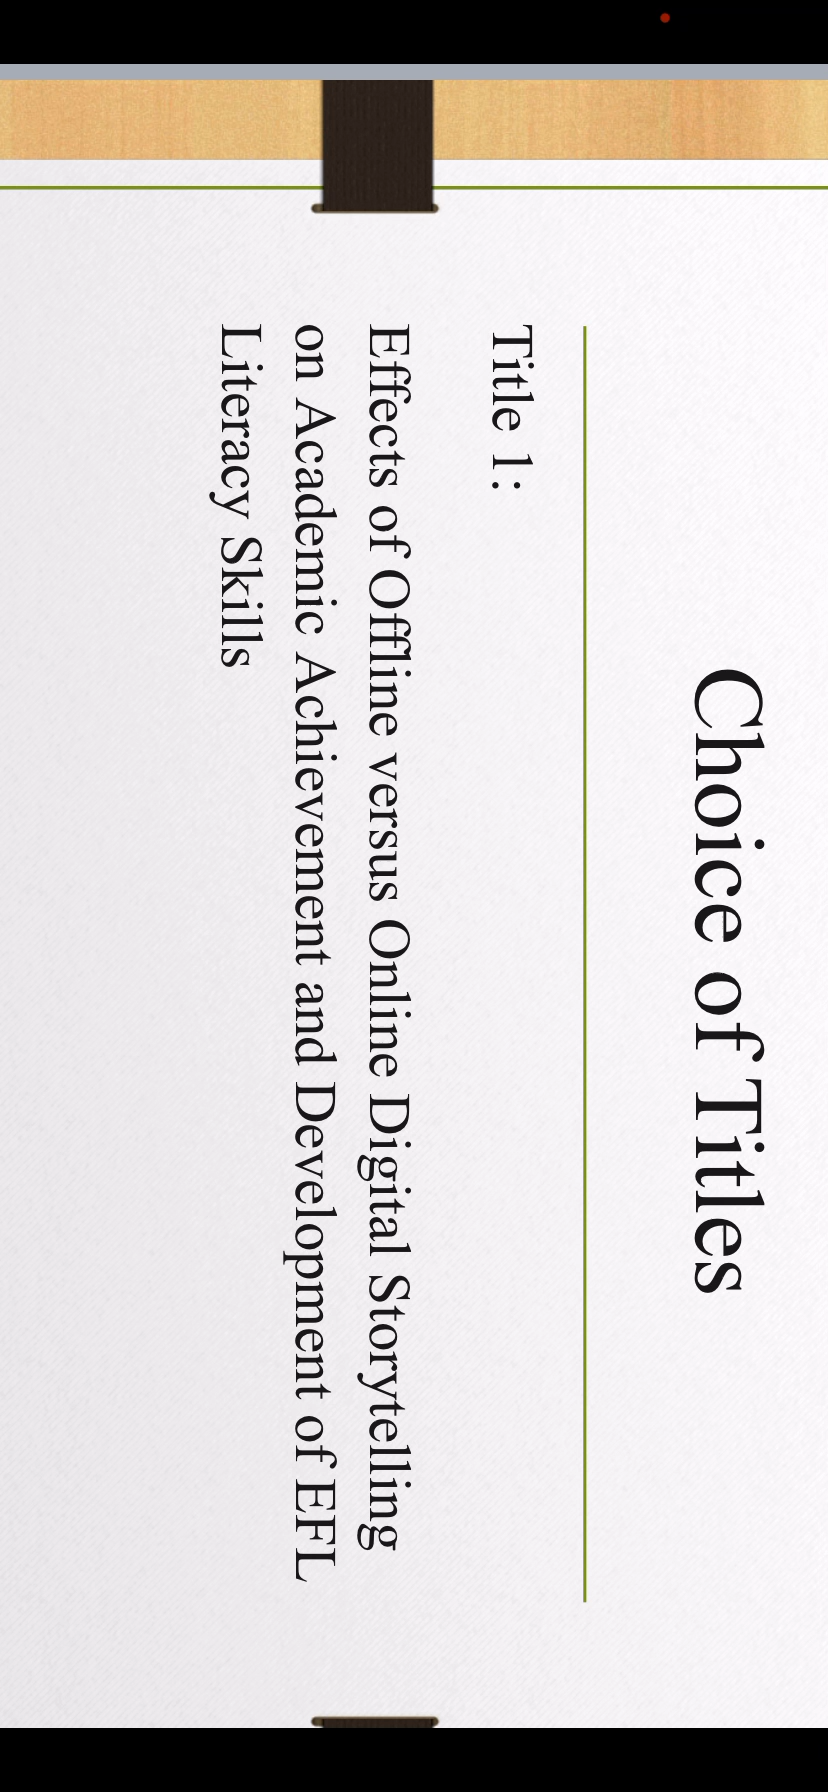 Choice of Titles
Title 1:
Effects of Offline versus Online Digital Storytelling
on Academic Achievement and Development of EFL
Literacy Skills